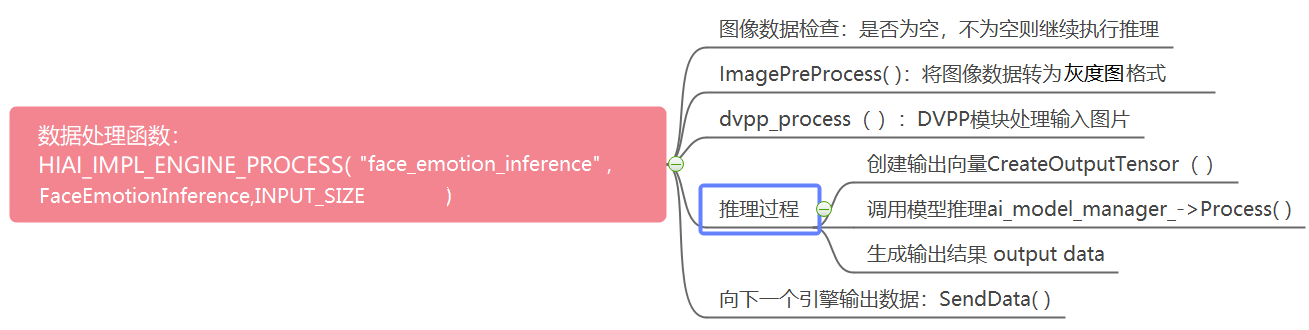 数据处理函数：
HIAI_IMPL_ENGINE_PROCESS( "face_emotion_inference" ,
FaceEmotionInference,INPUT_SIZE )
图像数据检查：是否为空，不为空则继续执行推理
ImagePreProcess( )：将图像数据转为灰度图格式
dvpp_process（ ）：DVPP模块处理输入图片
推理过程
创建输出向量CreateOutputTensor（ ）
调用模型推理ai_model_manager_->Process( )
生成输出结果 output data
向下一个引擎输出数据：SendData( )